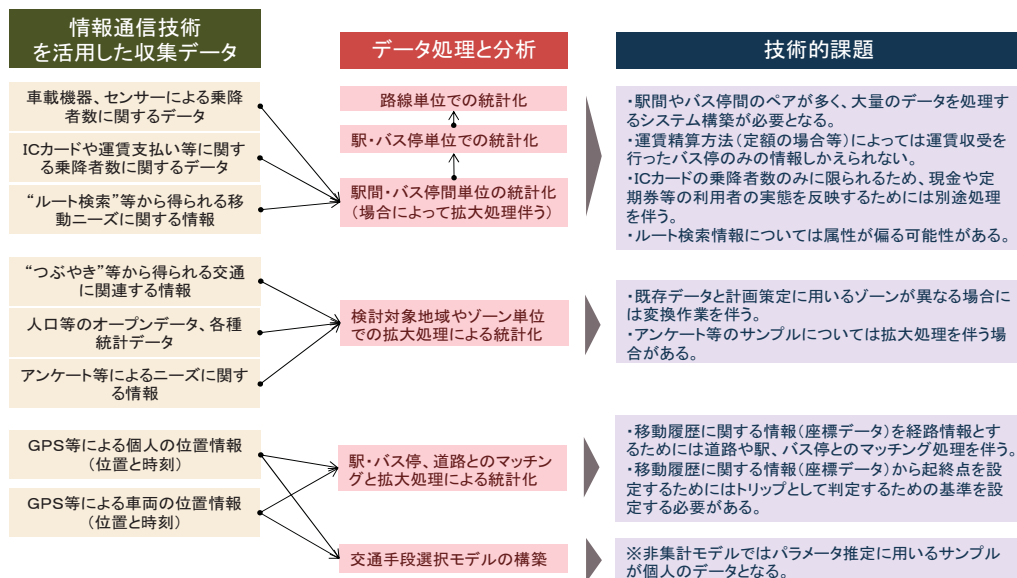 情報通信技術
を活用した収集データ
データ処理と分析
技術的課題
車載機器、センサーによる乗降
者数に関するデータ
ICカードや運賃支払い等に関す
る乗降者数に関するデータ
“ルート検索”等から得られる移
動ニーズに関する情報
路線単位での統計化
駅・バス停単位での統計化
駅間・バス停間単位の統計化
（場合によって拡大処理伴う）
・駅間やバス停間のペアが多く、大量のデータを処理す
るシステム構築が必要となる。
・運賃精算方法（定額の場合等）によっては運賃収受を
行ったバス停のみの情報しかえられない。
・ICカードの乗降者数のみに限られるため、現金や定
期券等の利用者の実態を反映するためには別途処理
を伴う。
・ルート検索情報については属性が偏る可能性がある。
“つぶやき”等から得られる交通
に関連する情報
人口等のオープンデータ、各種
統計データ
アンケート等によるニーズに関す
る情報
検討対象地域やゾーン単位
での拡大処理による統計化
・既存データと計画策定に用いるゾーンが異なる場合に
は変換作業を伴う。
・アンケート等のサンプルについては拡大処理を伴う場
合がある。
GPS等による個人の位置情報
（位置と時刻）
GPS等による車両の位置情報
（位置と時刻）
駅・バス停、道路とのマッチン
グと拡大処理による統計化
・移動履歴に関する情報（座標データ）を経路情報とす
るためには道路や駅、バス停とのマッチング処理を伴う。
・移動履歴に関する情報（座標データ）から起終点を設
定するためにはトリップとして判定するための基準を設
定する必要がある。
交通手段選択モデルの構築
※非集計モデルではパラメータ推定に用いるサンプル
が個人のデータとなる。